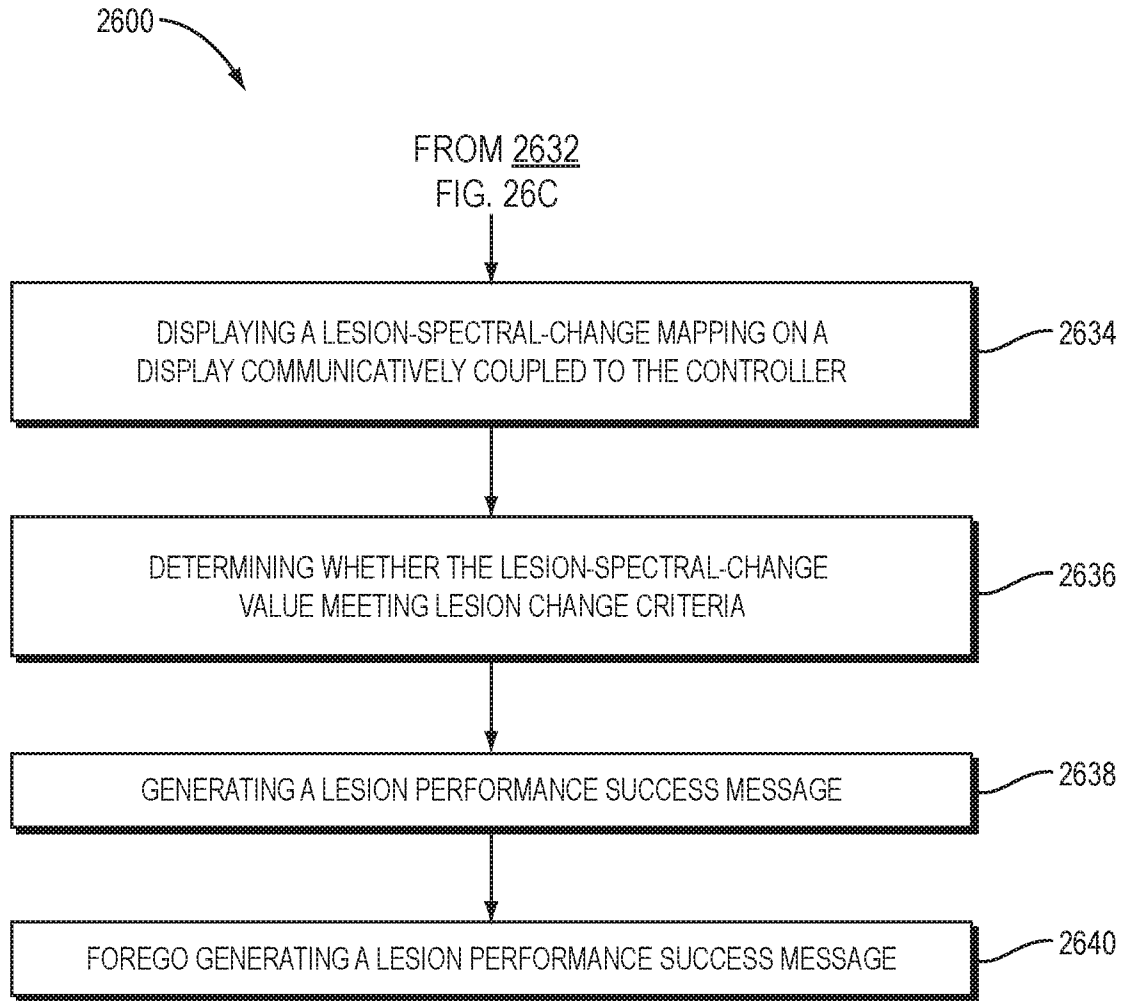 2600
FROM 2632
FIG. 26C
DISPLAYING A LESION-SPECTRAL-CHANGE MAPPING ON A
DISPLAY COMMUNICATIVELY COUPLED TO THE CONTROLLER
2634
DETERMINING WHETHER THE LESION-SPECTRAL-CHANGE
VALUE MEETING LESION CHANGE CRITERIA
2636
GENERATING A LESION PERFORMANCE SUCCESS MESSAGE
2638
FOREGO GENERATING A LESION PERFORMANCE SUCCESS MESSAGE
2640